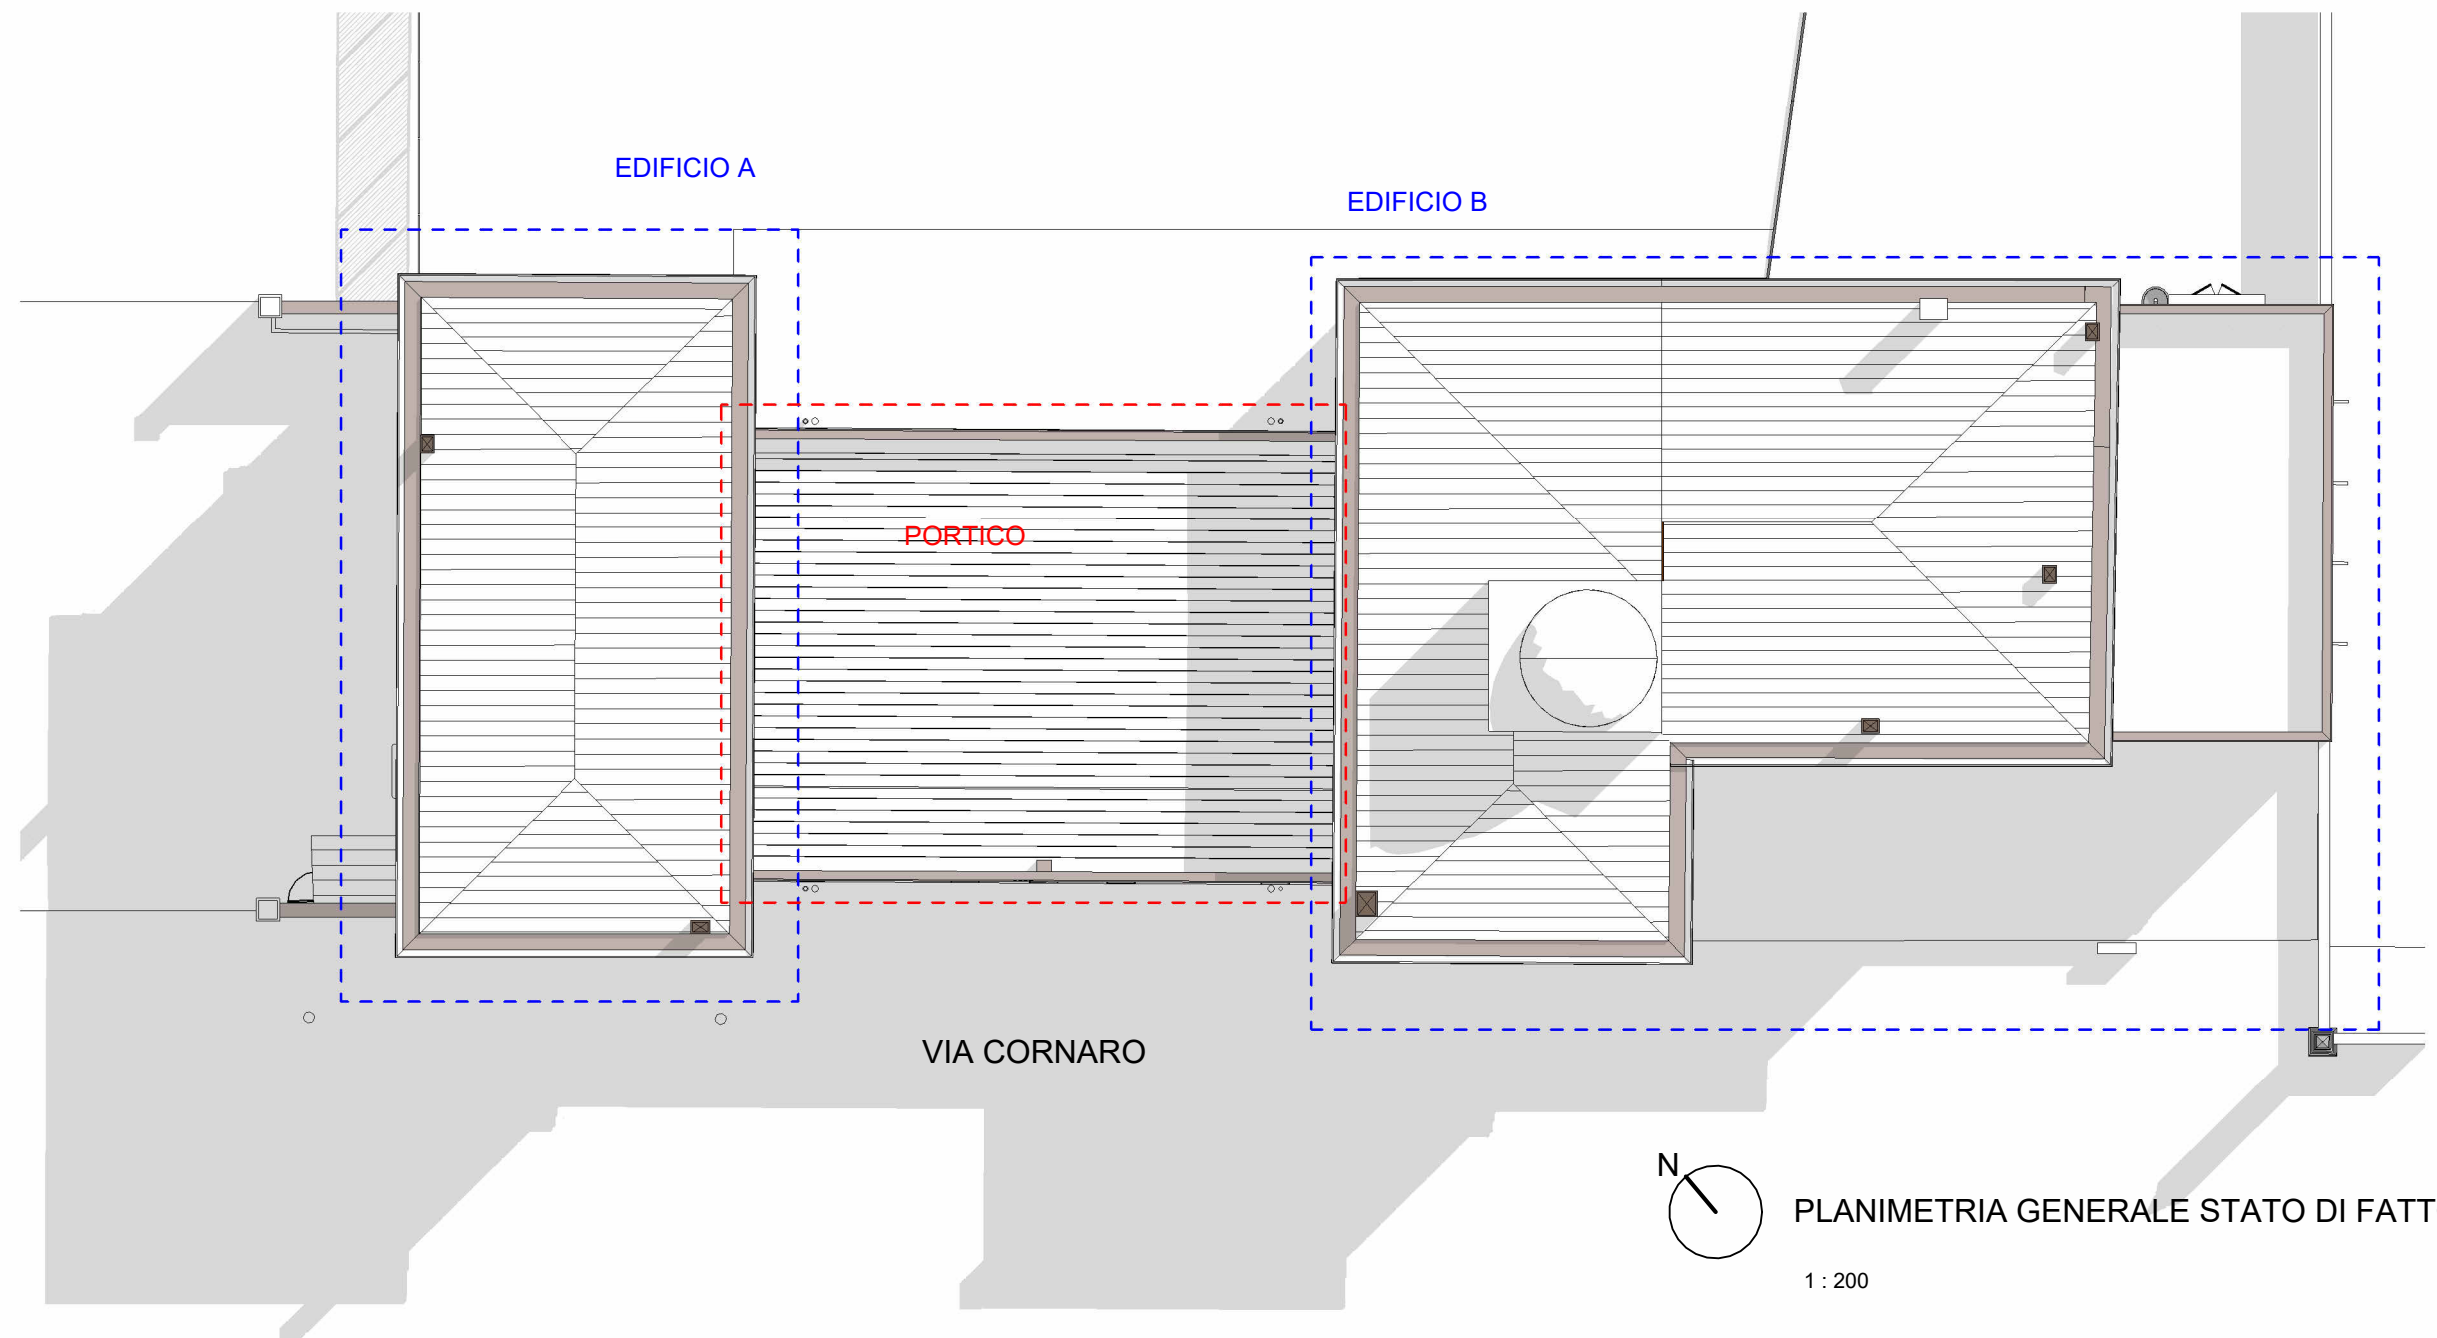 EDIFICIO A
EDIFICIO B
PORTICO
VIA CORNARO
N
PLANIMETRIA GENERALE STATO DI FATT
1 : 200